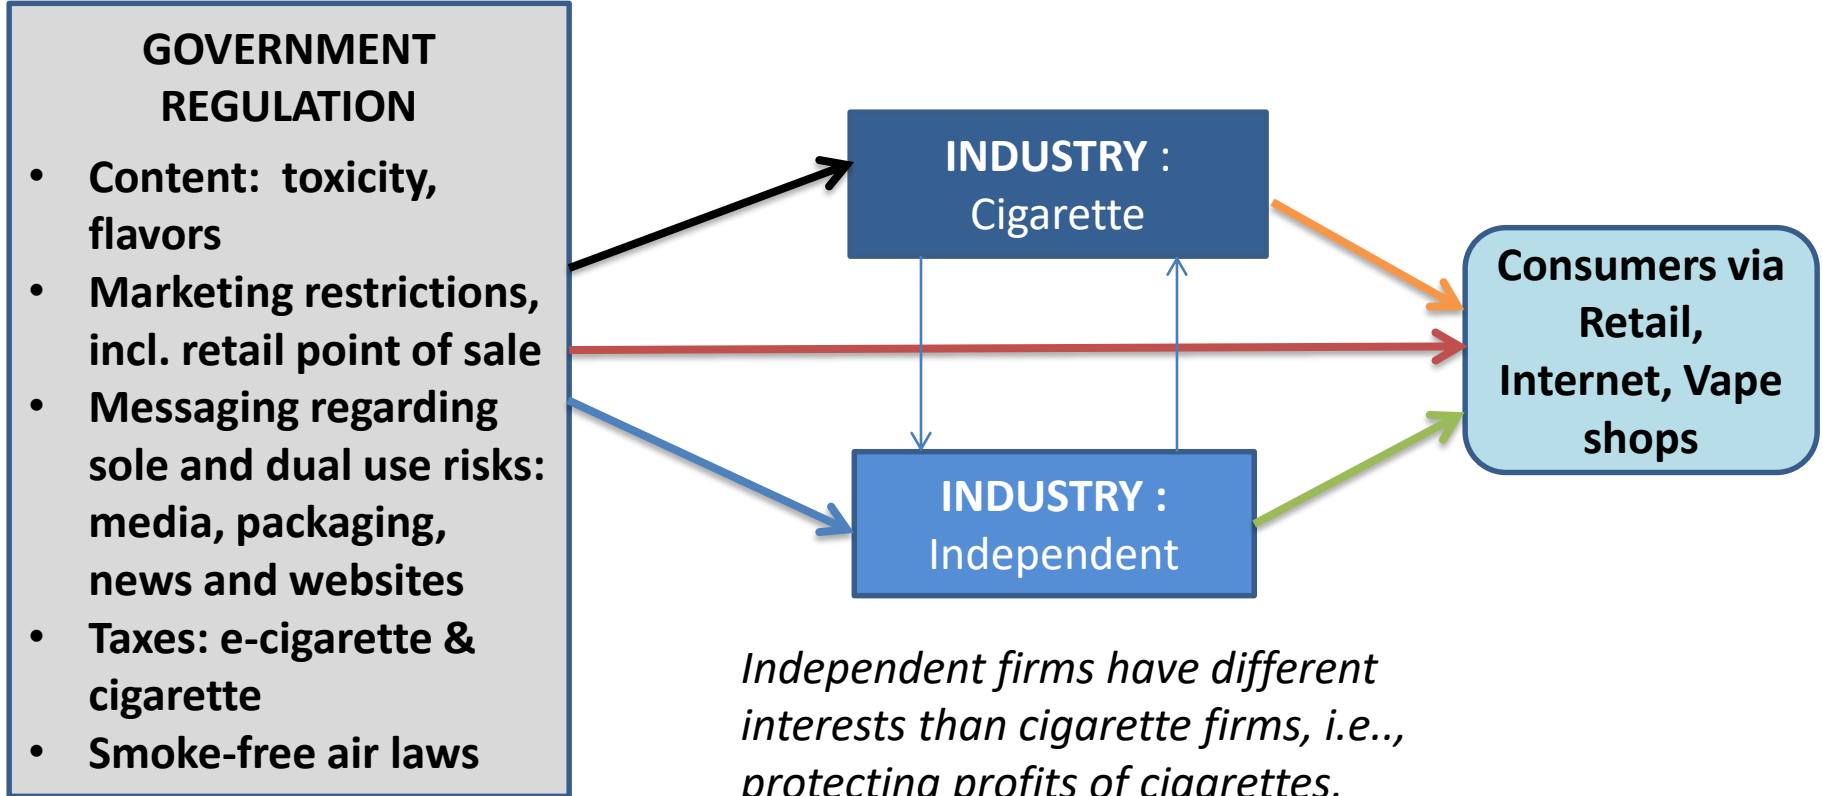 GOVERNMENT
REGULATION
• Content:  toxicity,
flavors
• Marketing restrictions,
incl. retail point of sale
• Messaging regarding
sole and dual use risks:
media, packaging,
news and websites
• Taxes: e-cigarette &
cigarette
• Smoke-free air laws
INDUSTRY :
Cigarette
INDUSTRY :
Independent
Consumers via
Retail,
Internet, Vape
shops
Independent firms have different
interests than cigarette firms, i.e..,
protecting profits of cigarettes.